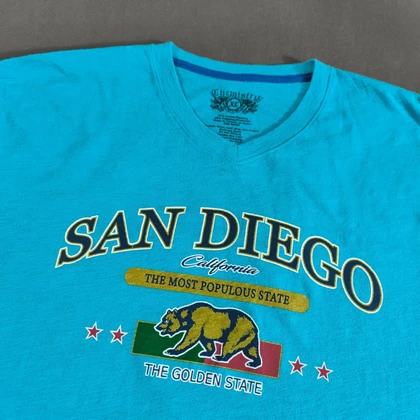 Chemistry
SAN DIEGO
California
THE MOST POPULOUS STATE
THE GOLDEN STATE